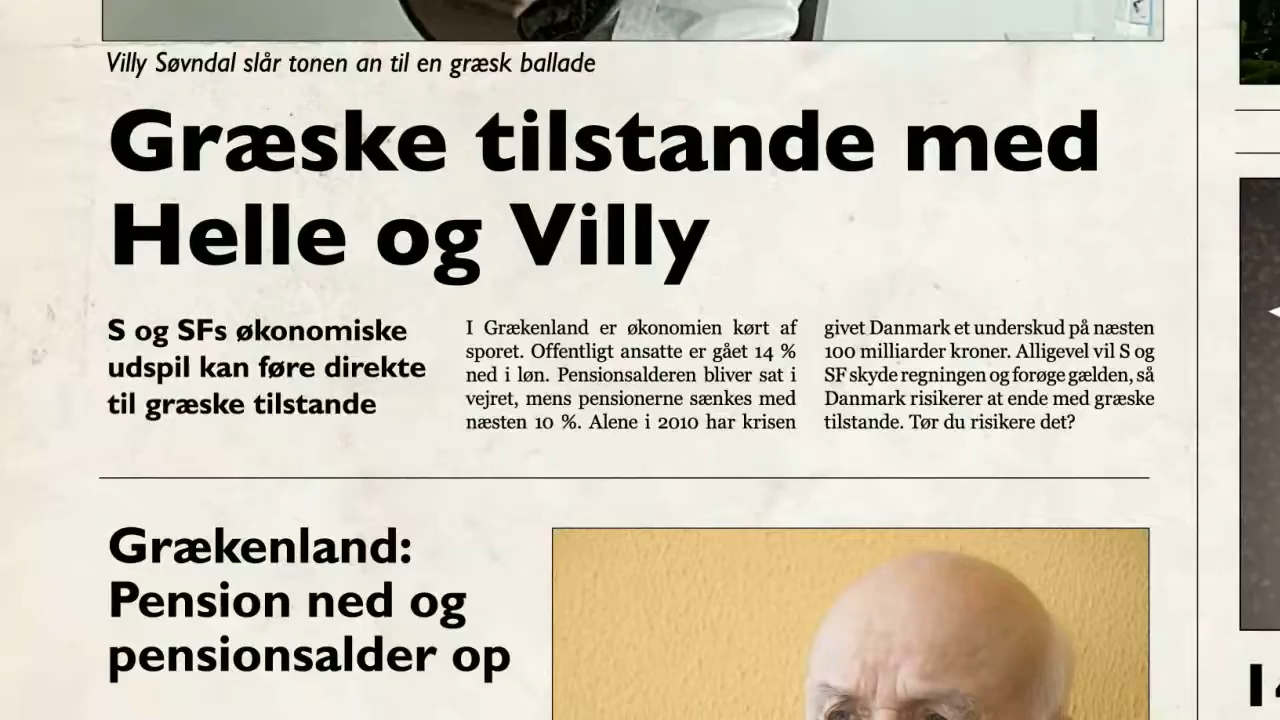 Villy Søvndal slår tonen an til en græsk ballade
Græske tilstande med
Helle og Villy
S og SFs økonomiske
udspil kan føre direkte
til græske tilstande
I Grækenland er økonomien kørt af
sporet. Offentligt ansatte er gået 14 %
ned i løn. Pensionsalderen bliver sat i
vejret, mens pensionerne sænkes med
næsten 10 %. Alene i 2010 har krisen
givet Danmark et underskud på næsten
100 milliarder kroner. Alligevel vil S og
SF skyde regningen og forøge gælden, så
Danmark risikerer at ende med græske
tilstande. Tør du risikere det?
Grækenland:
Pension ned og
pensionsalder op